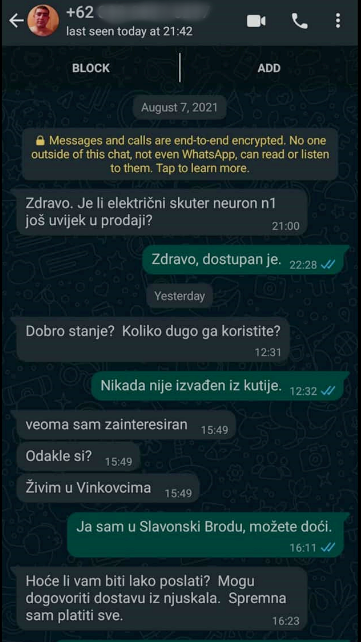 +62
last seen today at 21:42
BLOCK
ADD
August 7, 2021
Messages and calls are end-to-end encrypted. No one
outside of this chat, not even WhatsApp, can read or listen
to them. Tap to learn more.
Zdravo. Je li električni skuter neuron n1
još uvijek u prodaji?
21:00
Zdravo, dostupan je. 22:28
Yesterday
Dobro stanje? Koliko dugo ga koristite?
12:31
Nikada nije izvađen iz kutije. 12:32
veoma sam zainteresiran 15:49
Odakle si? 15:49
Živim u Vinkovcima 15:49
Ja sam u Slavonski Brodu, možete doći.
16:11
Hoće li vam biti lako poslati? Mogu
dogovoriti dostavu iz njuskala. Spremna
sam platiti sve. 16:23